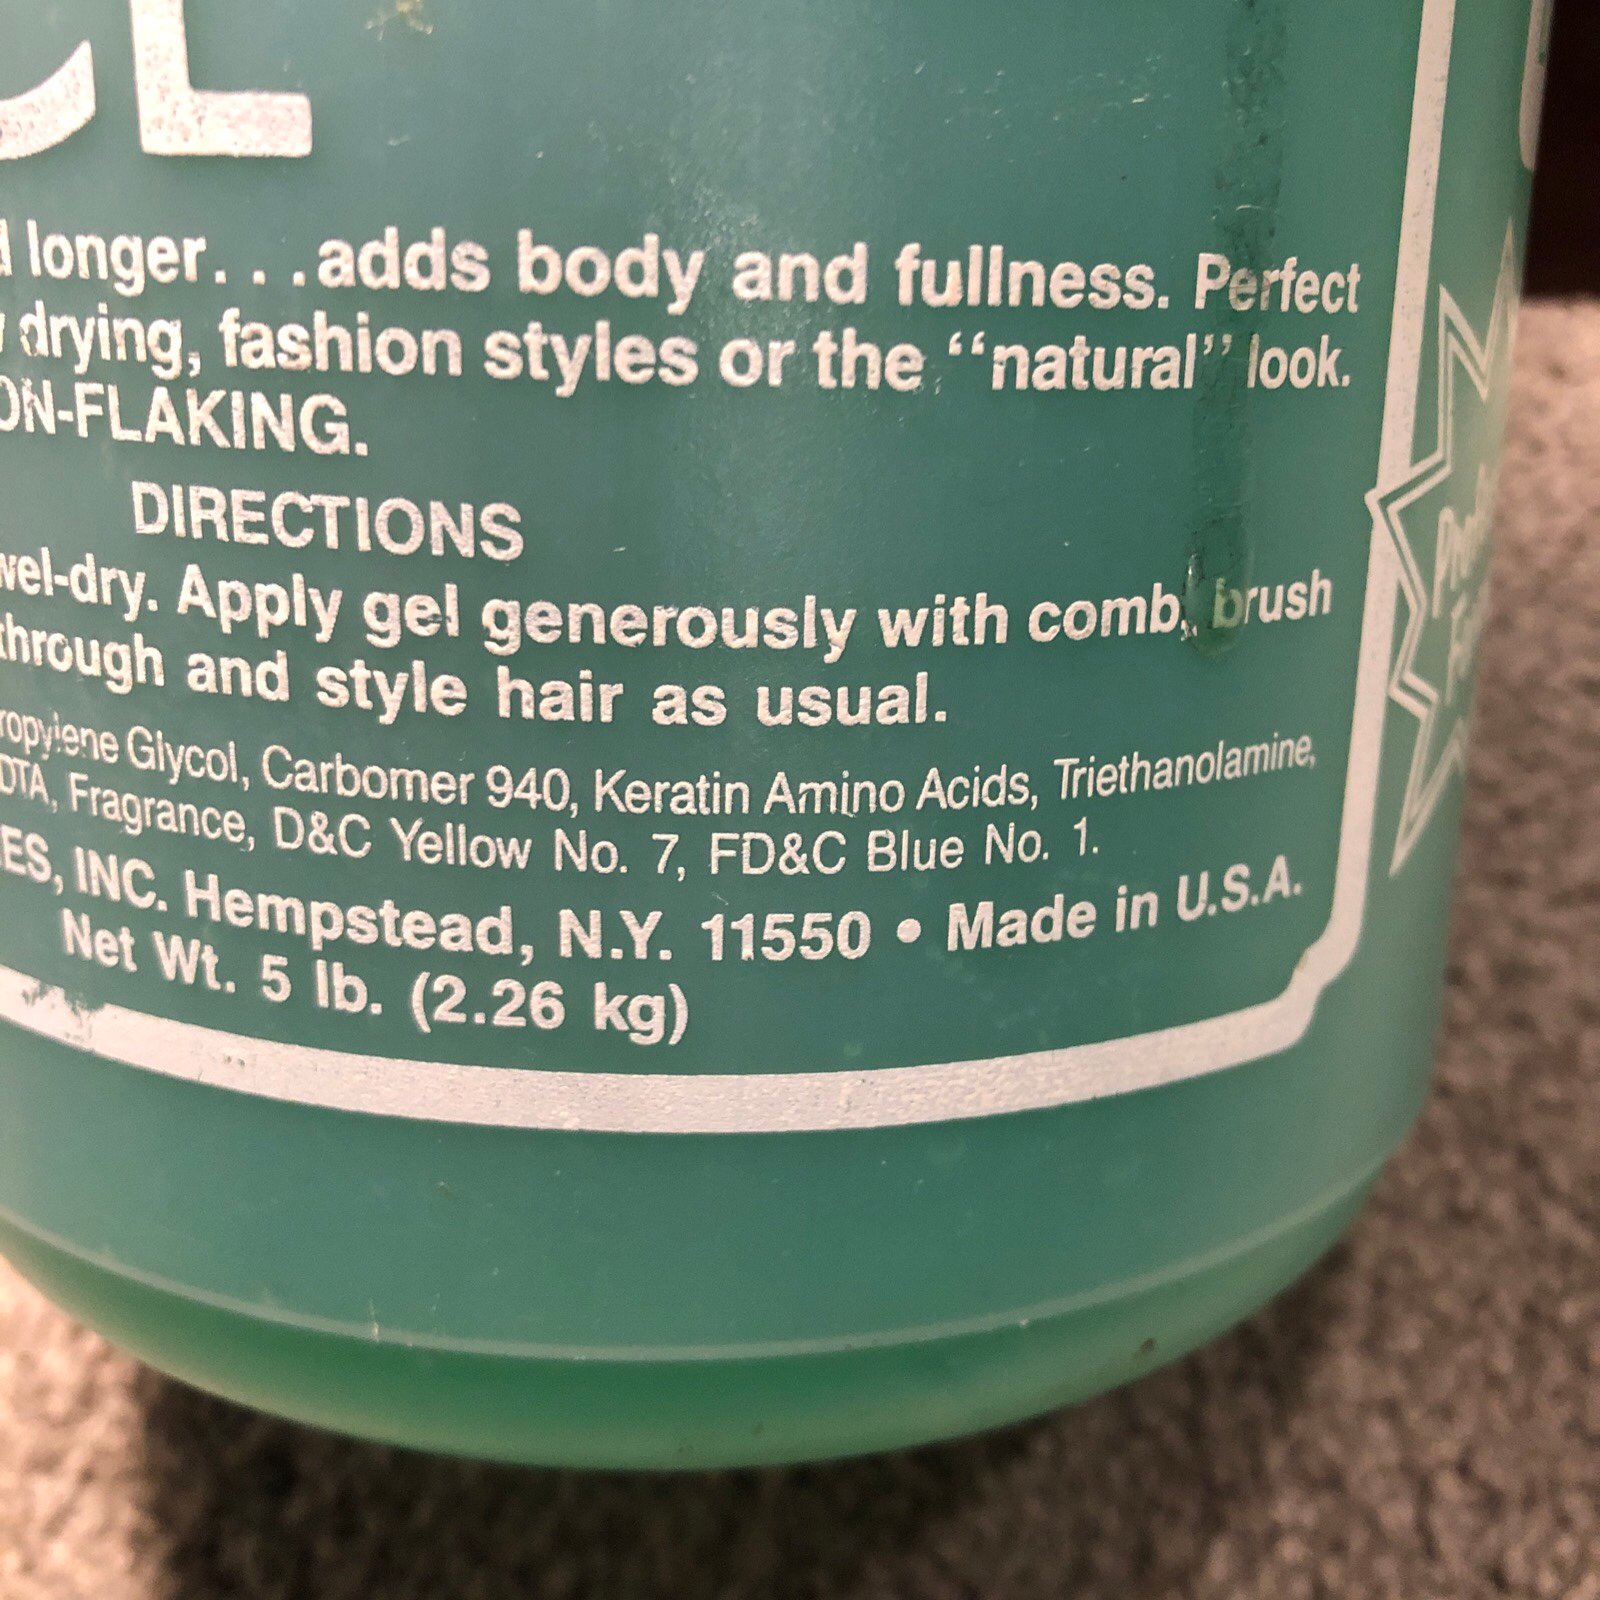 CL
longer. . .adds body and fullness. Perfect
drying, fashion styles or the “natural” look.
ON-FLAKING.
DIRECTIONS
wel-dry. Apply gel generously with comb, brush
through and style hair as usual.
ropylene Glycol, Carbomer 940, Keratin Amino Acids, Triethanolamine,
DTA, Fragrance, D&C Yellow No. 7, FD&C Blue No. 1.
ES, INC. Hempstead, N.Y. 11550 • Made in U.S.A.
Net Wt. 5 lb. (2.26 kg)